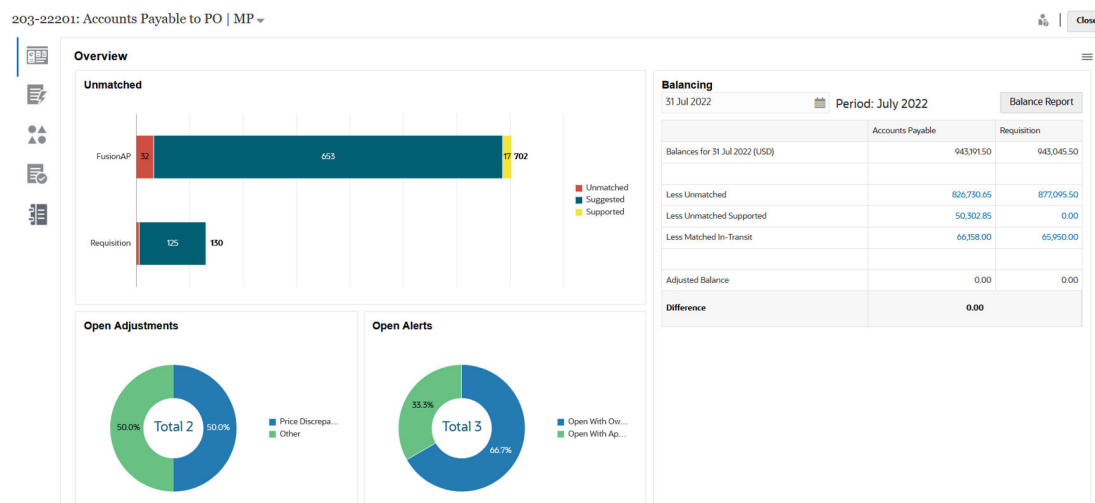 203-22201: Accounts Payable to PO | MP
Close
Overview
Unmatched
FusionAP
32
653
17 702
Requisition
125
130
Unmatched
Suggested
Supported
Balancing
31 Jul 2022
Period: July 2022
Balance Report
Accounts Payable Requisition
Balances for 31 Jul 2022 (USD) 943,191.50 943,045.50
Less Unmatched 826,730.65 877,095.50
Less Unmatched Supported 50,302.85 0.00
Less Matched In-Transit 66,158.00 65,950.00
Adjusted Balance 0.00 0.00
Difference 0.00
Open Adjustments
50.0%
Total 2
50.0%
Price Discrepa...
Other
Open Alerts
33.3%
Total 3
66.7%
Open With Ow...
Open With Ap...